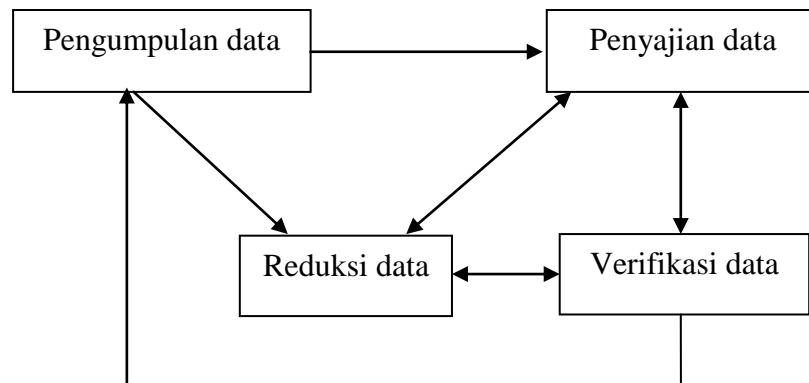 Pengumpulan data
Penyajian data
Reduksi data
Verifikasi data